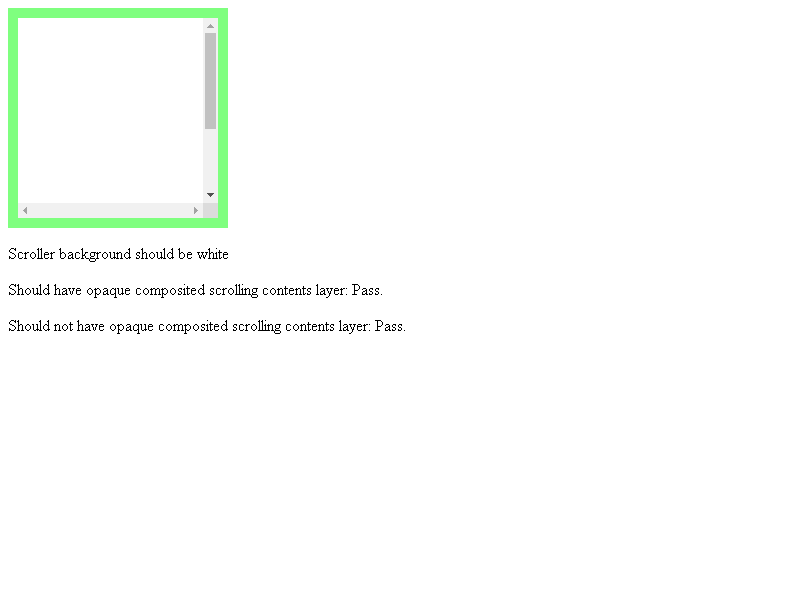 Scroller background should be white
Should have opaque composited scrolling contents layer: Pass.
Should not have opaque composited scrolling contents layer: Pass.